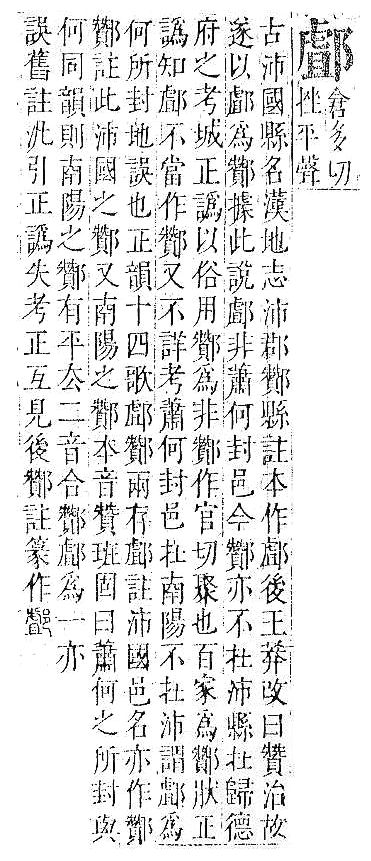 䣜
倉多切
挫平聲
古沛國縣名漢地志沛郡酇縣註本作䣜後王莽改曰贊治故
遂以䣜為酇據此說䣜非蕭何封邑今酇亦不在沛縣在歸德
府之考城正譌以俗用酇為非酇作官切聚也百家為酇狀正
譌知䣜不當作酇又不詳考蕭何封邑在南陽不在沛謂䣜為
何所封地誤也正韻十四歌䣜酇兩存䣜註沛國邑名亦作酇
酇註此沛國之酇又南陽之酇本音贊班固曰蕭何之所封與
何同韻則南陽之酇有平去二音合酇䣜為一亦
誤舊註汎引正譌失考正互見後酇註篆作